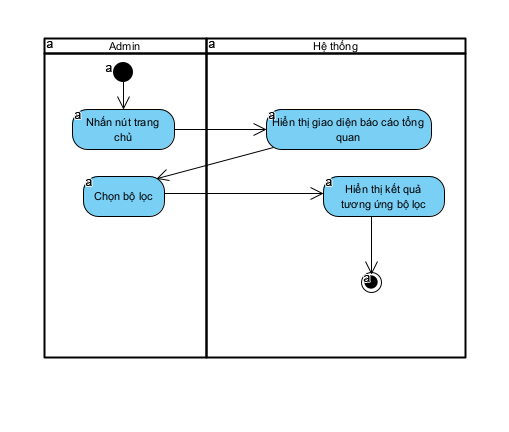 a Admin
a Hệ thống
a
a
Nhấn nút trang
chủ
a
Hiển thị giao diện báo cáo tổng
quan
a
Chọn bộ lọc
a
Hiển thị kết quả
tương ứng bộ lọc
a